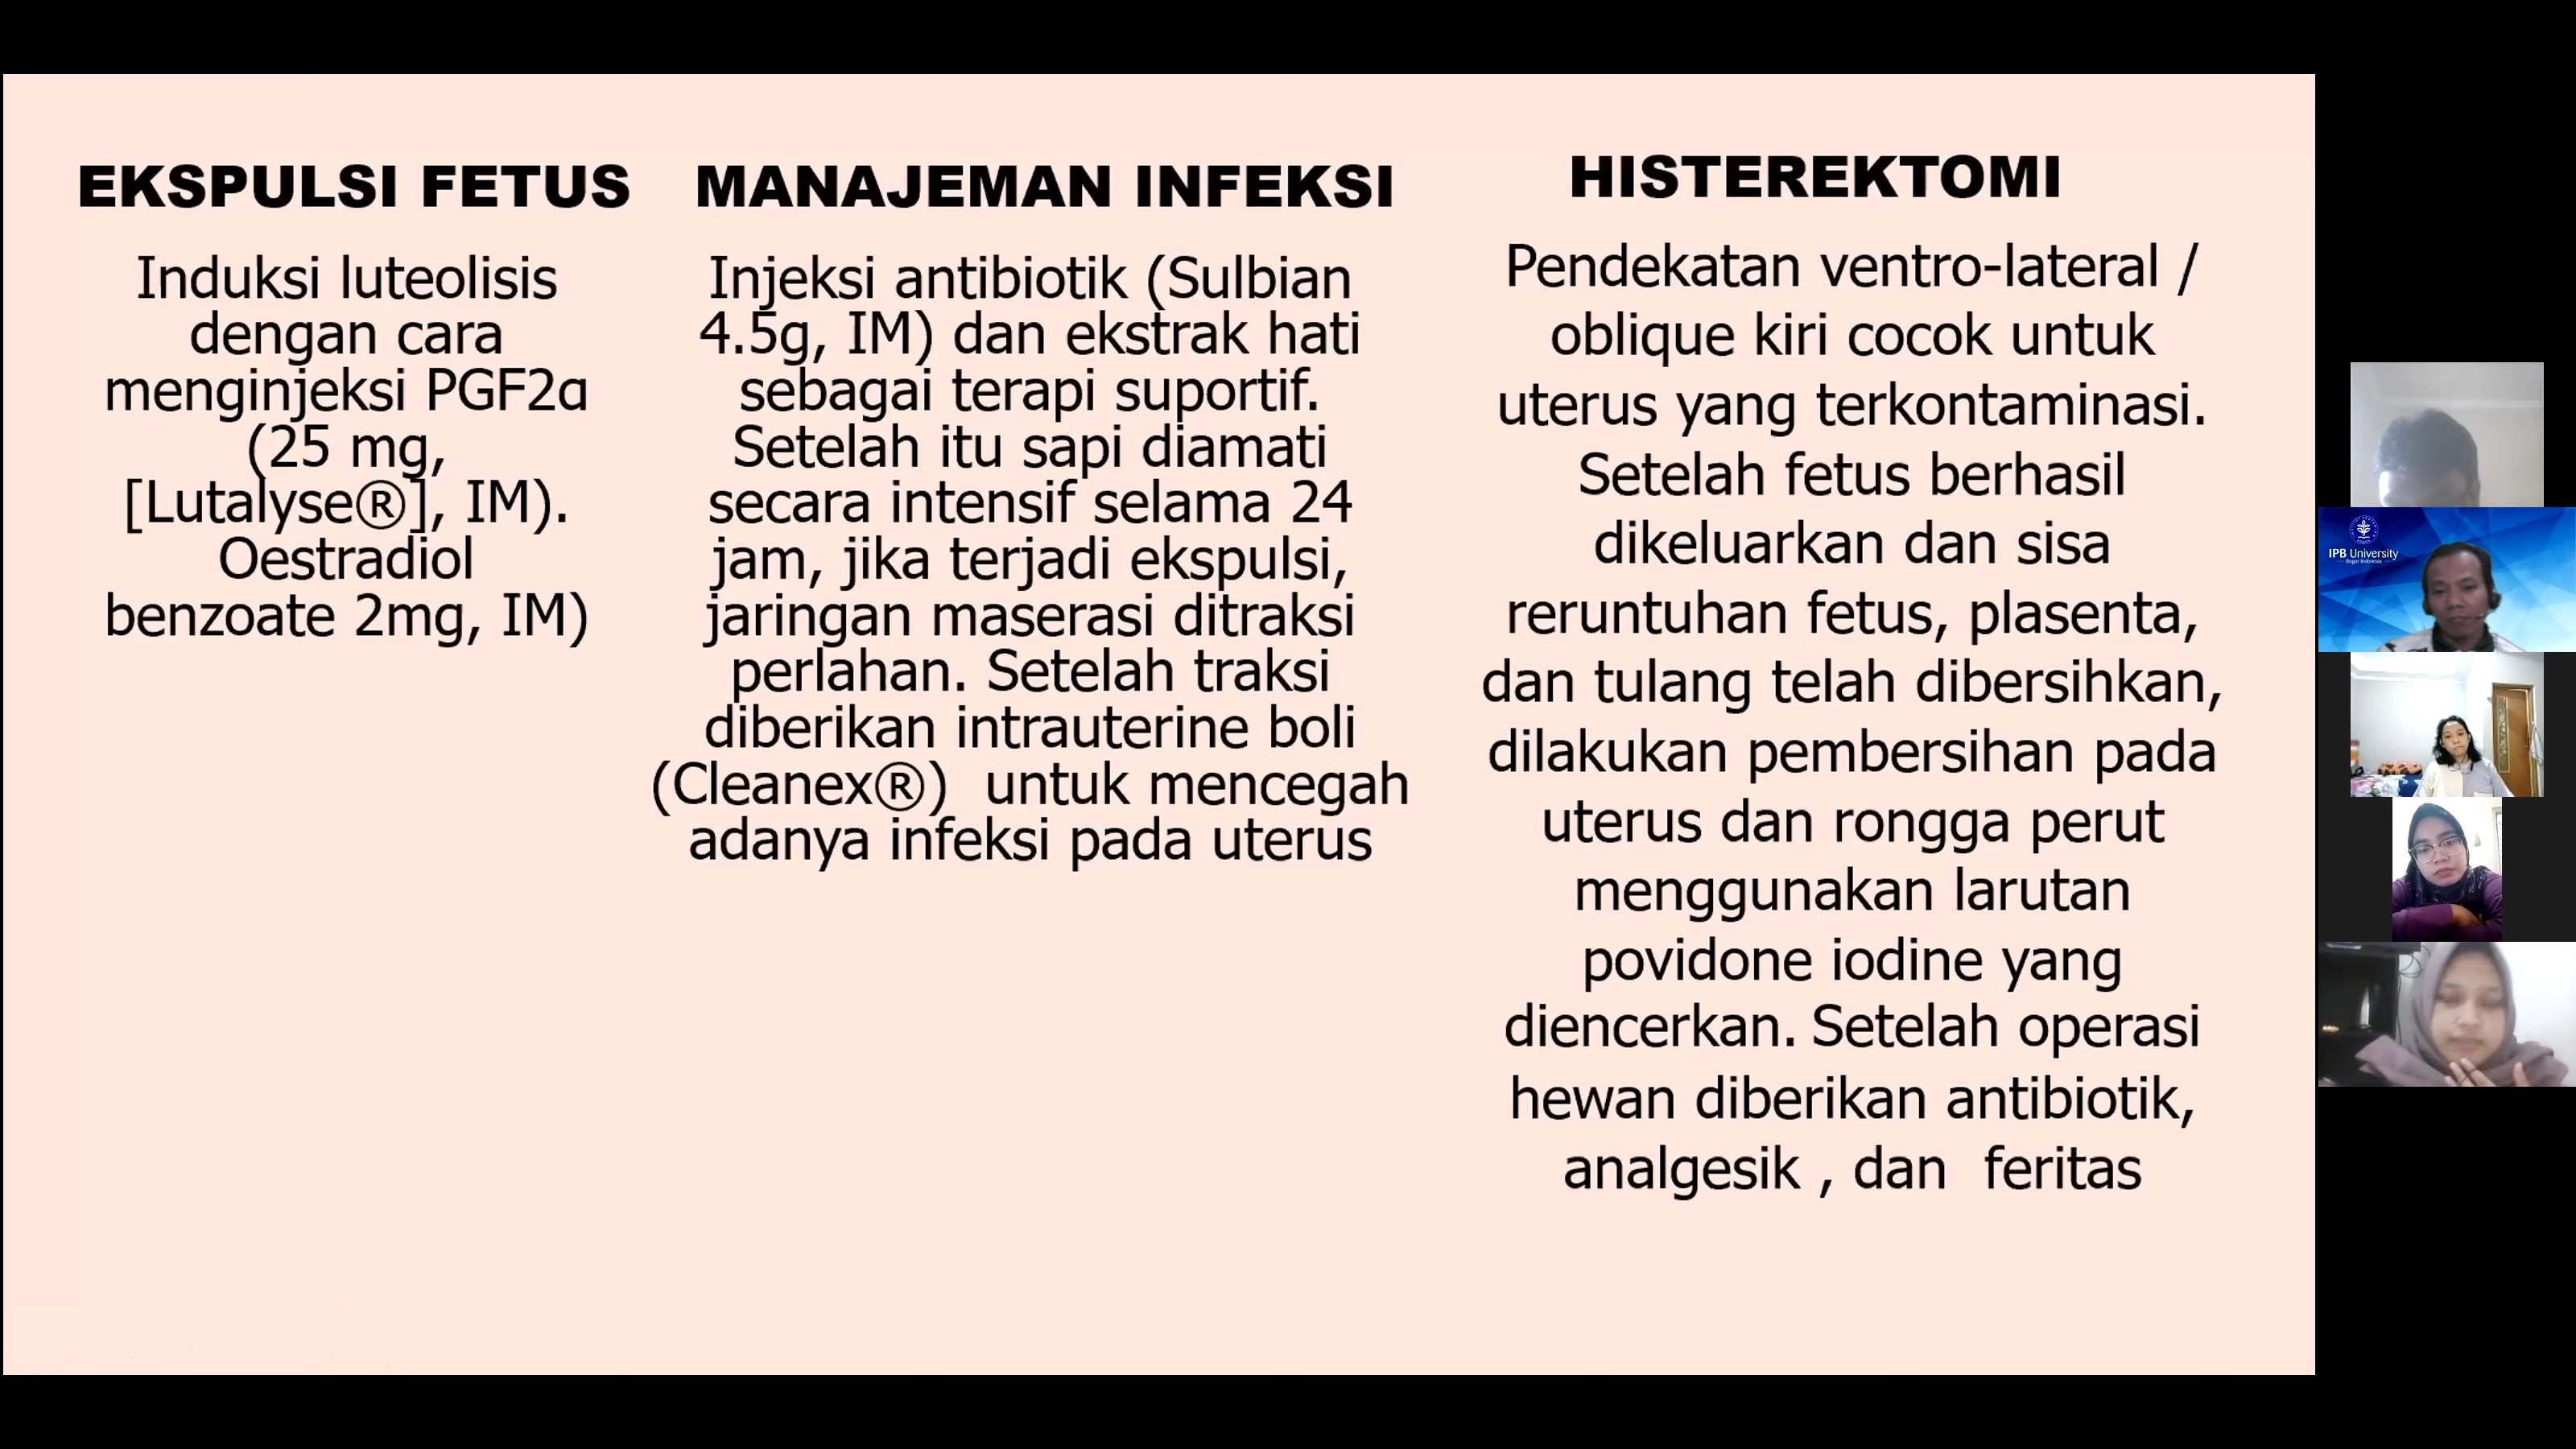 EKSPULSI FETUS
Induksi luteolisis
dengan cara
menginjeksi PGF2α
(25 mg,
[Lutalyse®], IM).
Oestradiol
benzoate 2mg, IM)
MANAJEMAN INFEKSI
Injeksi antibiotik (Sulbian
4.5g, IM) dan ekstrak hati
sebagai terapi suportif.
Setelah itu sapi diamati
secara intensif selama 24
jam, jika terjadi ekspulsi,
jaringan maserasi ditraksi
perlahan. Setelah traksi
diberikan intrauterine boli
(Cleanex®)  untuk mencegah
adanya infeksi pada uterus
HISTEREKTOMI
Pendekatan ventro-lateral /
oblique kiri cocok untuk
uterus yang terkontaminasi.
Setelah fetus berhasil
dikeluarkan dan sisa
reruntuhan fetus, plasenta,
dan tulang telah dibersihkan,
dilakukan pembersihan pada
uterus dan rongga perut
menggunakan larutan
povidone iodine yang
diencerkan. Setelah operasi
hewan diberikan antibiotik,
analgesik , dan  feritas
IPB University
Bogor Indonesia